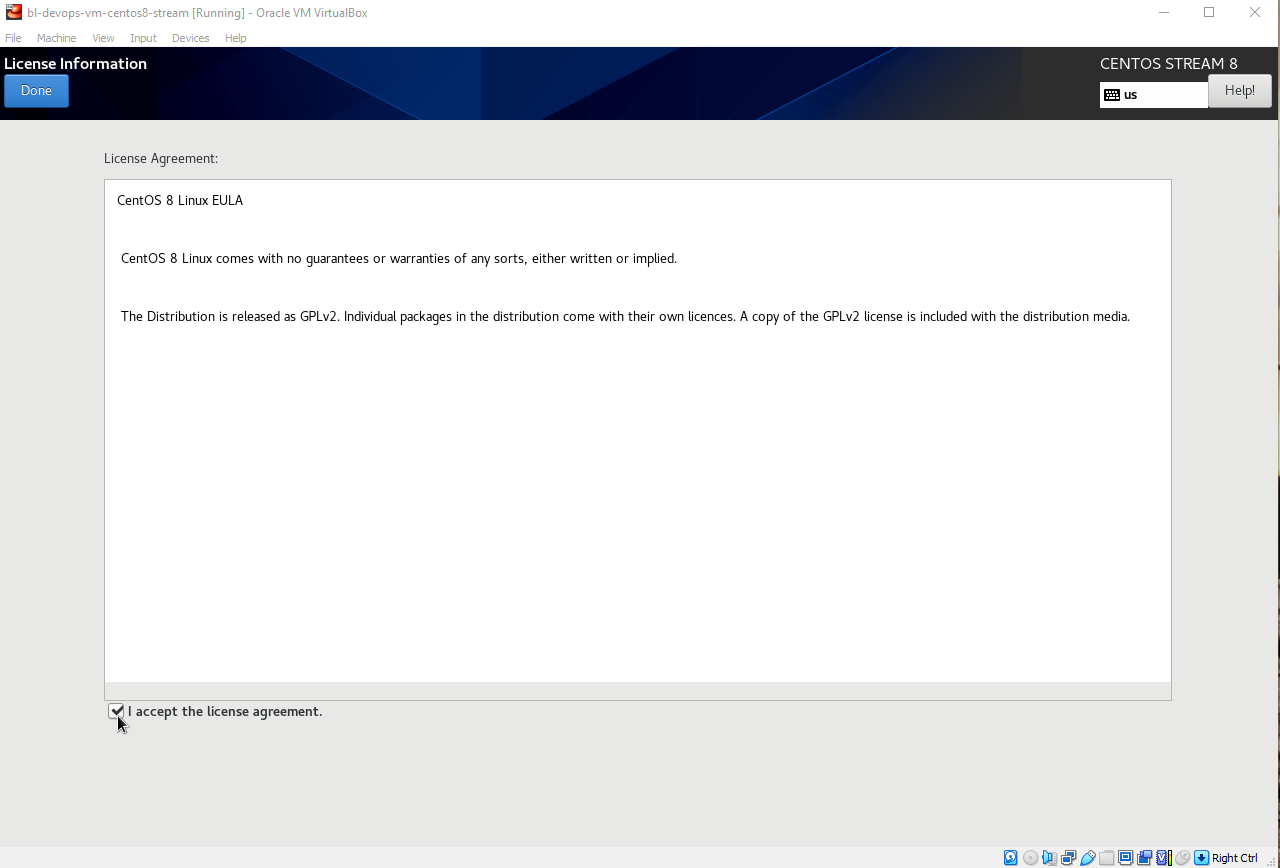 bl-devops-vm-centos8-stream [Running] - Oracle VM VirtualBox
File Machine View Input Devices Help
License Information
CENTOS STREAM 8
Done
us
Help!
License Agreement:
CentOS 8 Linux EULA
CentOS 8 Linux comes with no guarantees or warranties of any sorts, either written or implied.
The Distribution is released as GPLv2. Individual packages in the distribution come with their own licences. A copy of the GPLv2 license is included with the distribution media.
I accept the license agreement.
Right Ctrl